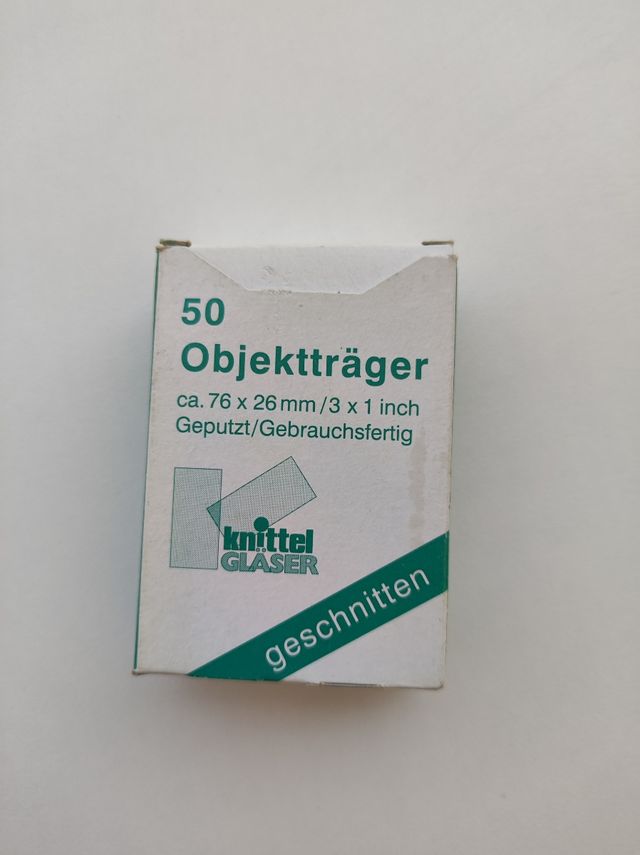 50
Objektträger
ca. 76 x 26 mm / 3 x 1 inch
Geputzt/Gebrauchsfertig
knittel
GLÄSER
geschnitten